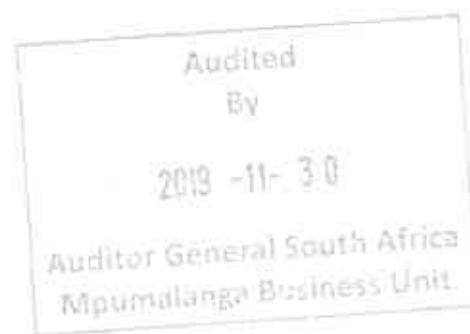 Audited
By
2019 -11- 30
Auditor General South Africa
Mpumalanga Business Unit